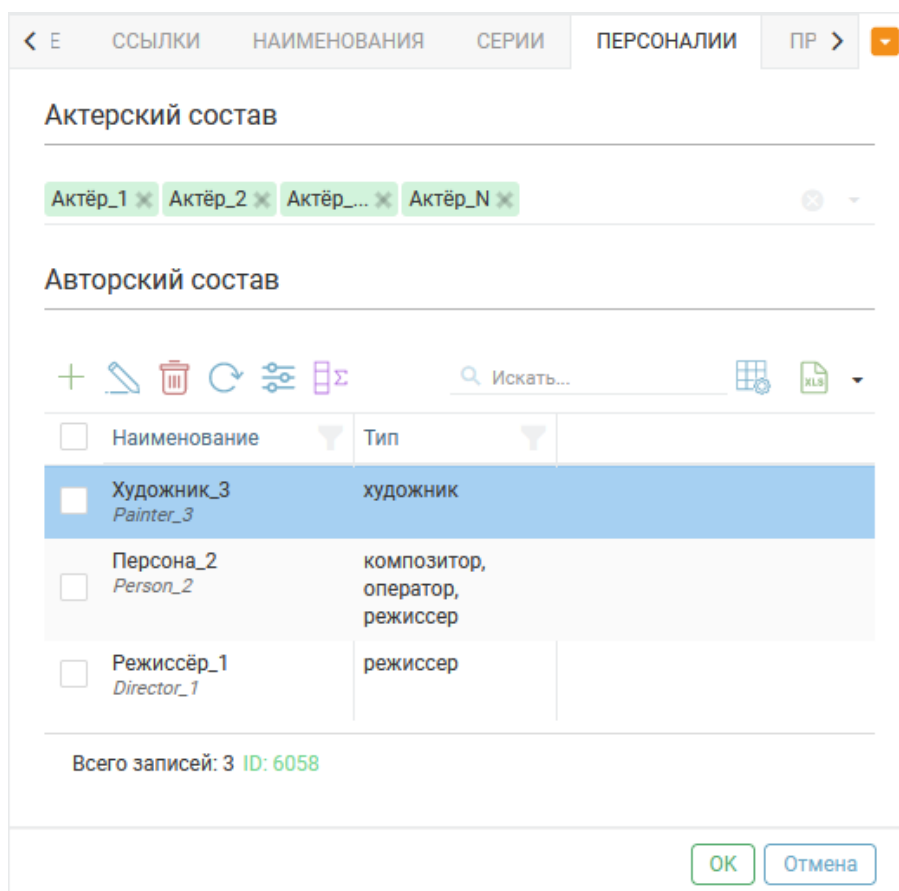 Е ССЫЛКИ НАИМЕНОВАНИЯ СЕРИИ ПЕРСОНАЛИИ ПР
Актерский состав
Актёр_1 Актёр_2 Актёр_... Актёр_N
Авторский состав
Σ Искать... XLS
Наименование Тип
Художник_3 художник
Painter_3
Персона_2 композитор,
Person_2 оператор,
режиссер
Режиссёр_1 режиссер
Director_1
Всего записей: 3 ID: 6058
OK Отмена